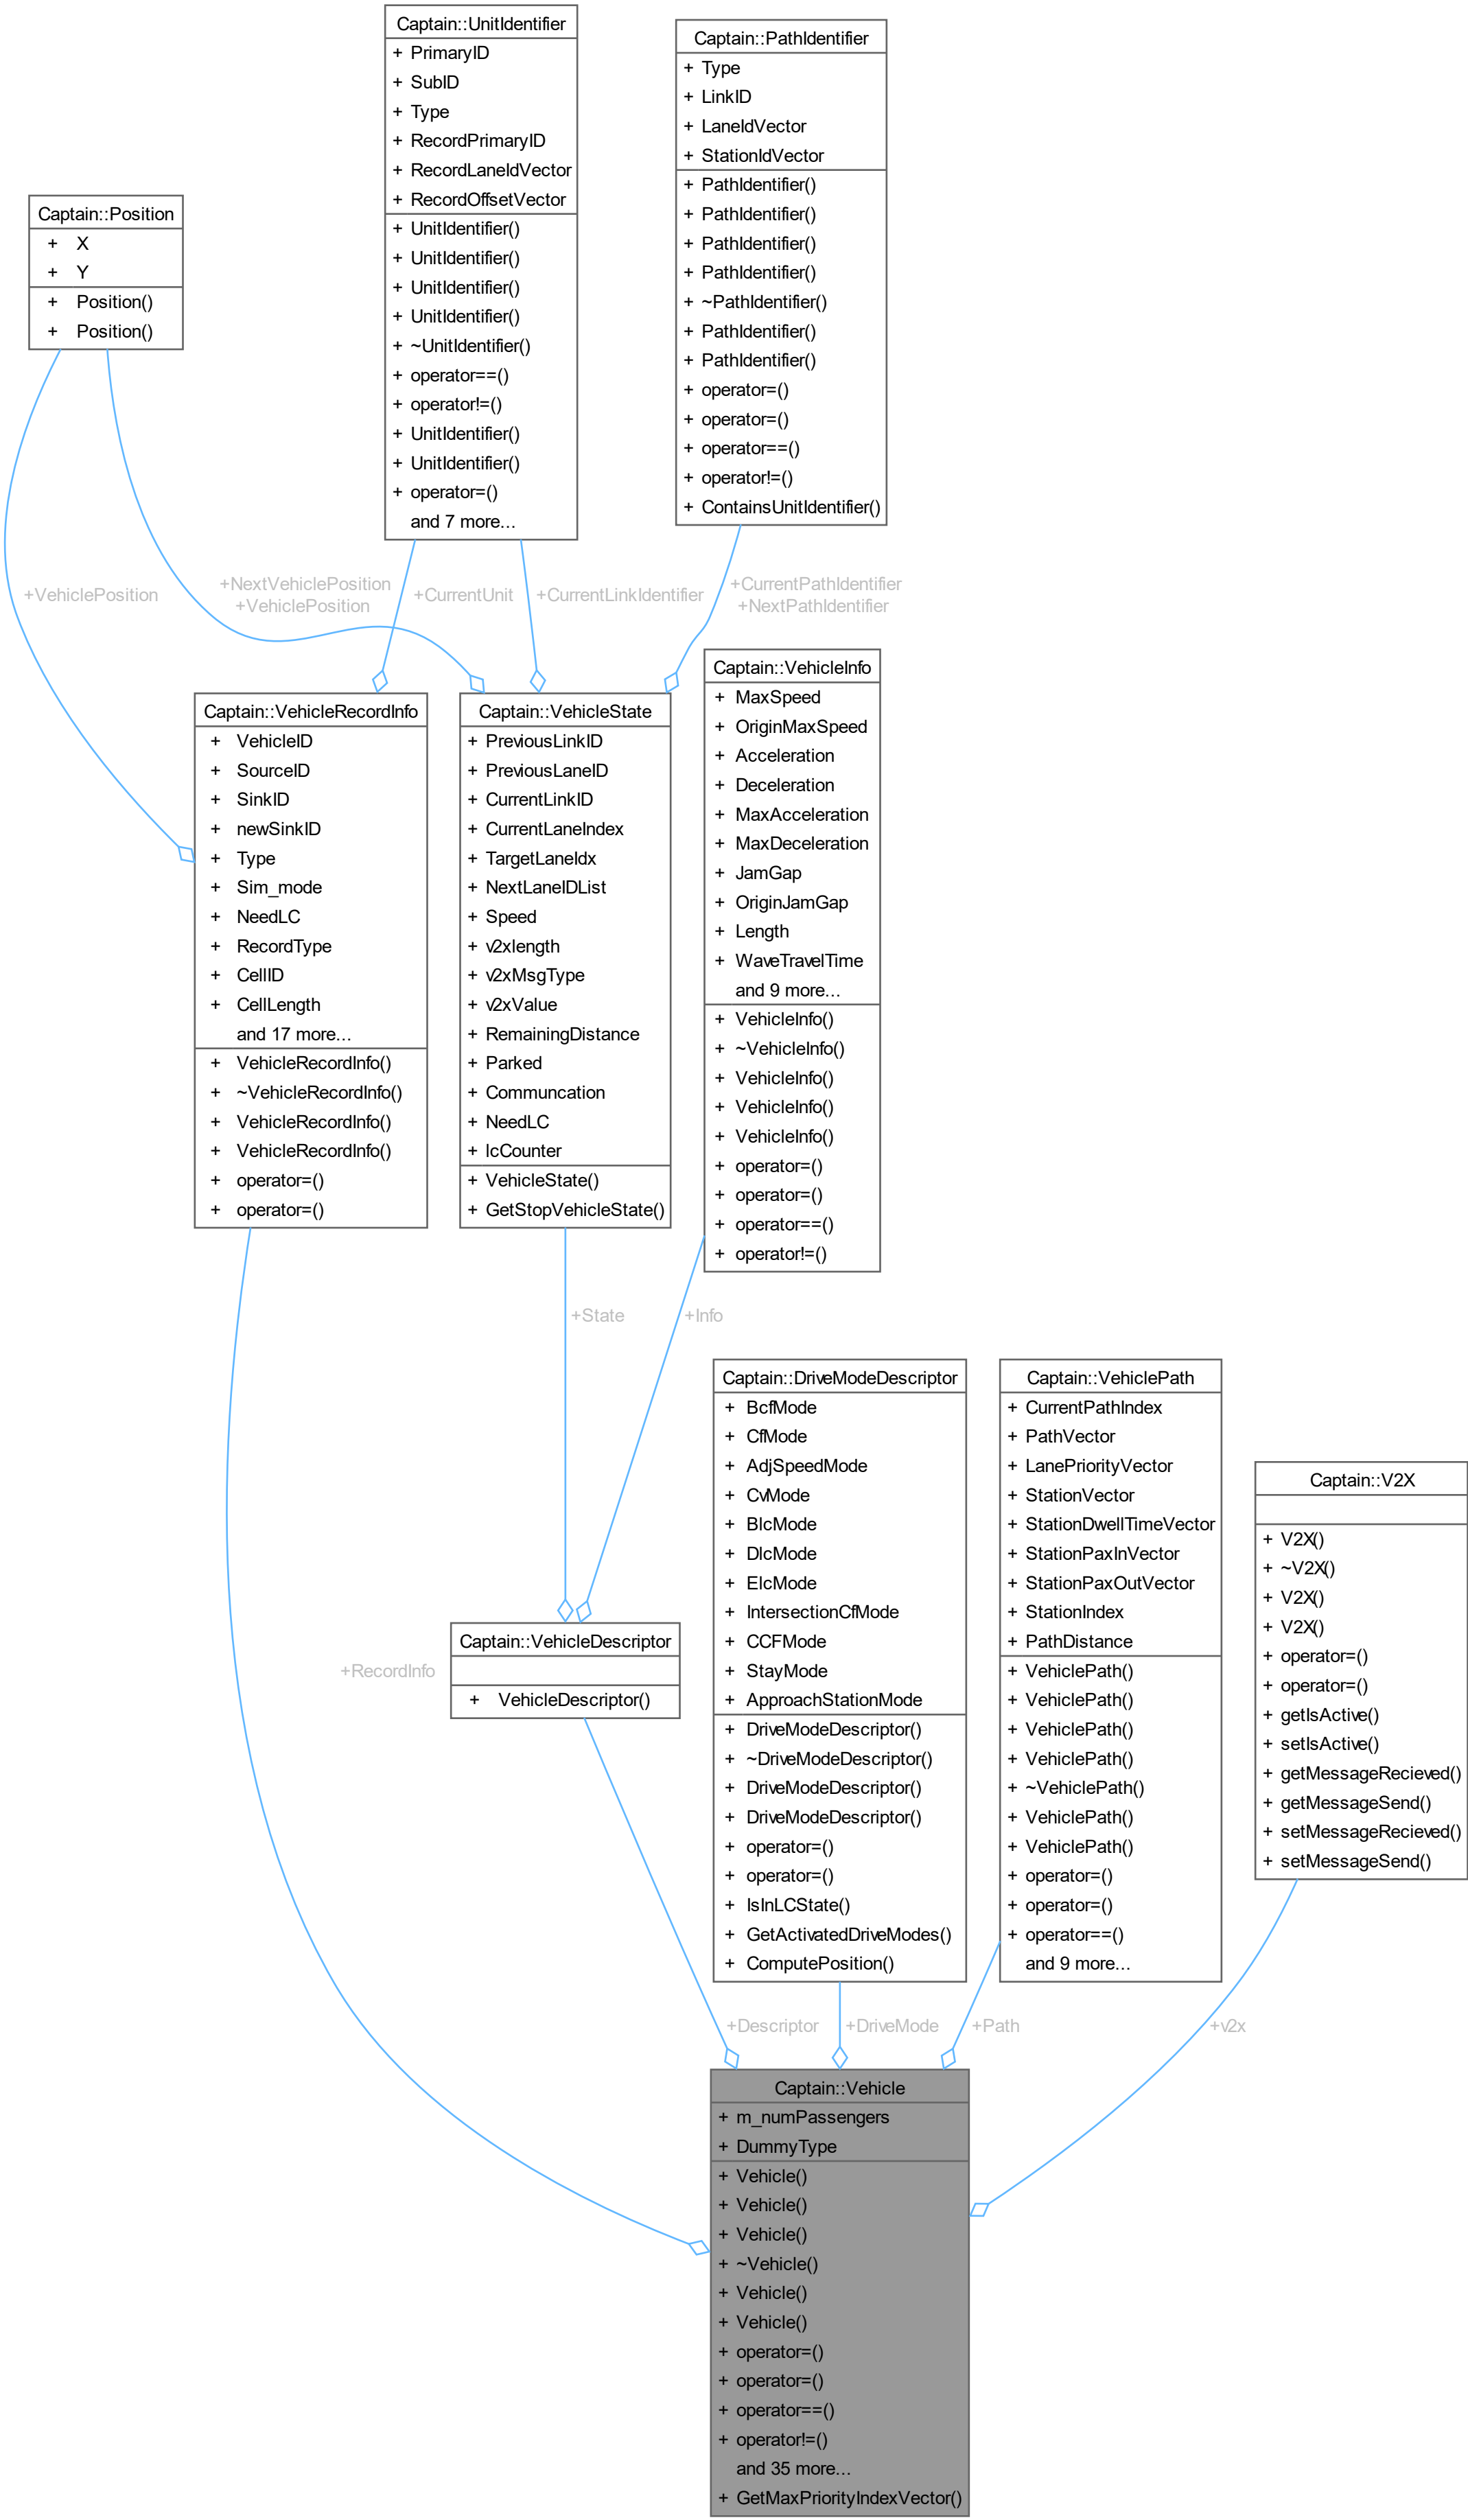 Captain::UnitIdentifier
+ PrimaryID
+ SubID
+ Type
+ RecordPrimaryID
+ RecordLaneIdVector
+ RecordOffsetVector
+ UnitIdentifier()
+ UnitIdentifier()
+ UnitIdentifier()
+ UnitIdentifier()
+ ~UnitIdentifier()
+ operator==()
+ operator!=()
+ UnitIdentifier()
+ UnitIdentifier()
+ operator=()
and 7 more...
Captain::PathIdentifier
+ Type
+ LinkID
+ LaneIdVector
+ StationIdVector
+ PathIdentifier()
+ PathIdentifier()
+ PathIdentifier()
+ PathIdentifier()
+ ~PathIdentifier()
+ PathIdentifier()
+ PathIdentifier()
+ operator=()
+ operator=()
+ operator==()
+ operator!=()
+ ContainsUnitIdentifier()
Captain::Position
+ X
+ Y
+ Position()
+ Position()
+VehiclePosition
+NextVehiclePosition
+VehiclePosition
+CurrentUnit
+CurrentLinkIdentifier
+CurrentPathIdentifier
+NextPathIdentifier
Captain::VehicleRecordInfo
+ VehicleID
+ SourceID
+ SinkID
+ newSinkID
+ Type
+ Sim_mode
+ NeedLC
+ RecordType
+ CellID
+ CellLength
and 17 more...
+ VehicleRecordInfo()
+ ~VehicleRecordInfo()
+ VehicleRecordInfo()
+ VehicleRecordInfo()
+ operator=()
+ operator=()
Captain::VehicleState
+ PreviousLinkID
+ PreviousLaneID
+ CurrentLinkID
+ CurrentLaneIndex
+ TargetLaneIdx
+ NextLaneIDList
+ Speed
+ v2xlength
+ v2xMsgType
+ v2xValue
+ RemainingDistance
+ Parked
+ Communcation
+ NeedLC
+ lcCounter
+ VehicleState()
+ GetStopVehicleState()
Captain::VehicleInfo
+ MaxSpeed
+ OriginMaxSpeed
+ Acceleration
+ Deceleration
+ MaxAcceleration
+ MaxDeceleration
+ JamGap
+ OriginJamGap
+ Length
+ WaveTravelTime
and 9 more...
+ VehicleInfo()
+ ~VehicleInfo()
+ VehicleInfo()
+ VehicleInfo()
+ VehicleInfo()
+ operator=()
+ operator=()
+ operator==()
+ operator!=()
+State
+Info
Captain::DriveModeDescriptor
+ BcfMode
+ CfMode
+ AdjSpeedMode
+ CvMode
+ BlcMode
+ DlcMode
+ ElcMode
+ IntersectionCfMode
+ CCFMode
+ StayMode
+ ApproachStationMode
+ DriveModeDescriptor()
+ ~DriveModeDescriptor()
+ DriveModeDescriptor()
+ DriveModeDescriptor()
+ operator=()
+ operator=()
+ IsInLCState()
+ GetActivatedDriveModes()
+ ComputePosition()
Captain::VehiclePath
+ CurrentPathIndex
+ PathVector
+ LanePriorityVector
+ StationVector
+ StationDwellTimeVector
+ StationPaxInVector
+ StationPaxOutVector
+ StationIndex
+ PathDistance
+ VehiclePath()
+ VehiclePath()
+ VehiclePath()
+ VehiclePath()
+ ~VehiclePath()
+ VehiclePath()
+ VehiclePath()
+ operator=()
+ operator=()
+ operator==()
and 9 more...
Captain::V2X
+ V2X()
+ ~V2X()
+ V2X()
+ V2X()
+ operator=()
+ operator=()
+ getIsActive()
+ setIsActive()
+ getMessageRecieved()
+ getMessageSend()
+ setMessageRecieved()
+ setMessageSend()
Captain::VehicleDescriptor
+ VehicleDescriptor()
+RecordInfo
+Descriptor
+DriveMode
+Path
+v2x
Captain::Vehicle
+ m_numPassengers
+ DummyType
+ Vehicle()
+ Vehicle()
+ Vehicle()
+ ~Vehicle()
+ Vehicle()
+ Vehicle()
+ operator=()
+ operator=()
+ operator==()
+ operator!=()
and 35 more...
+ GetMaxPriorityIndexVector()